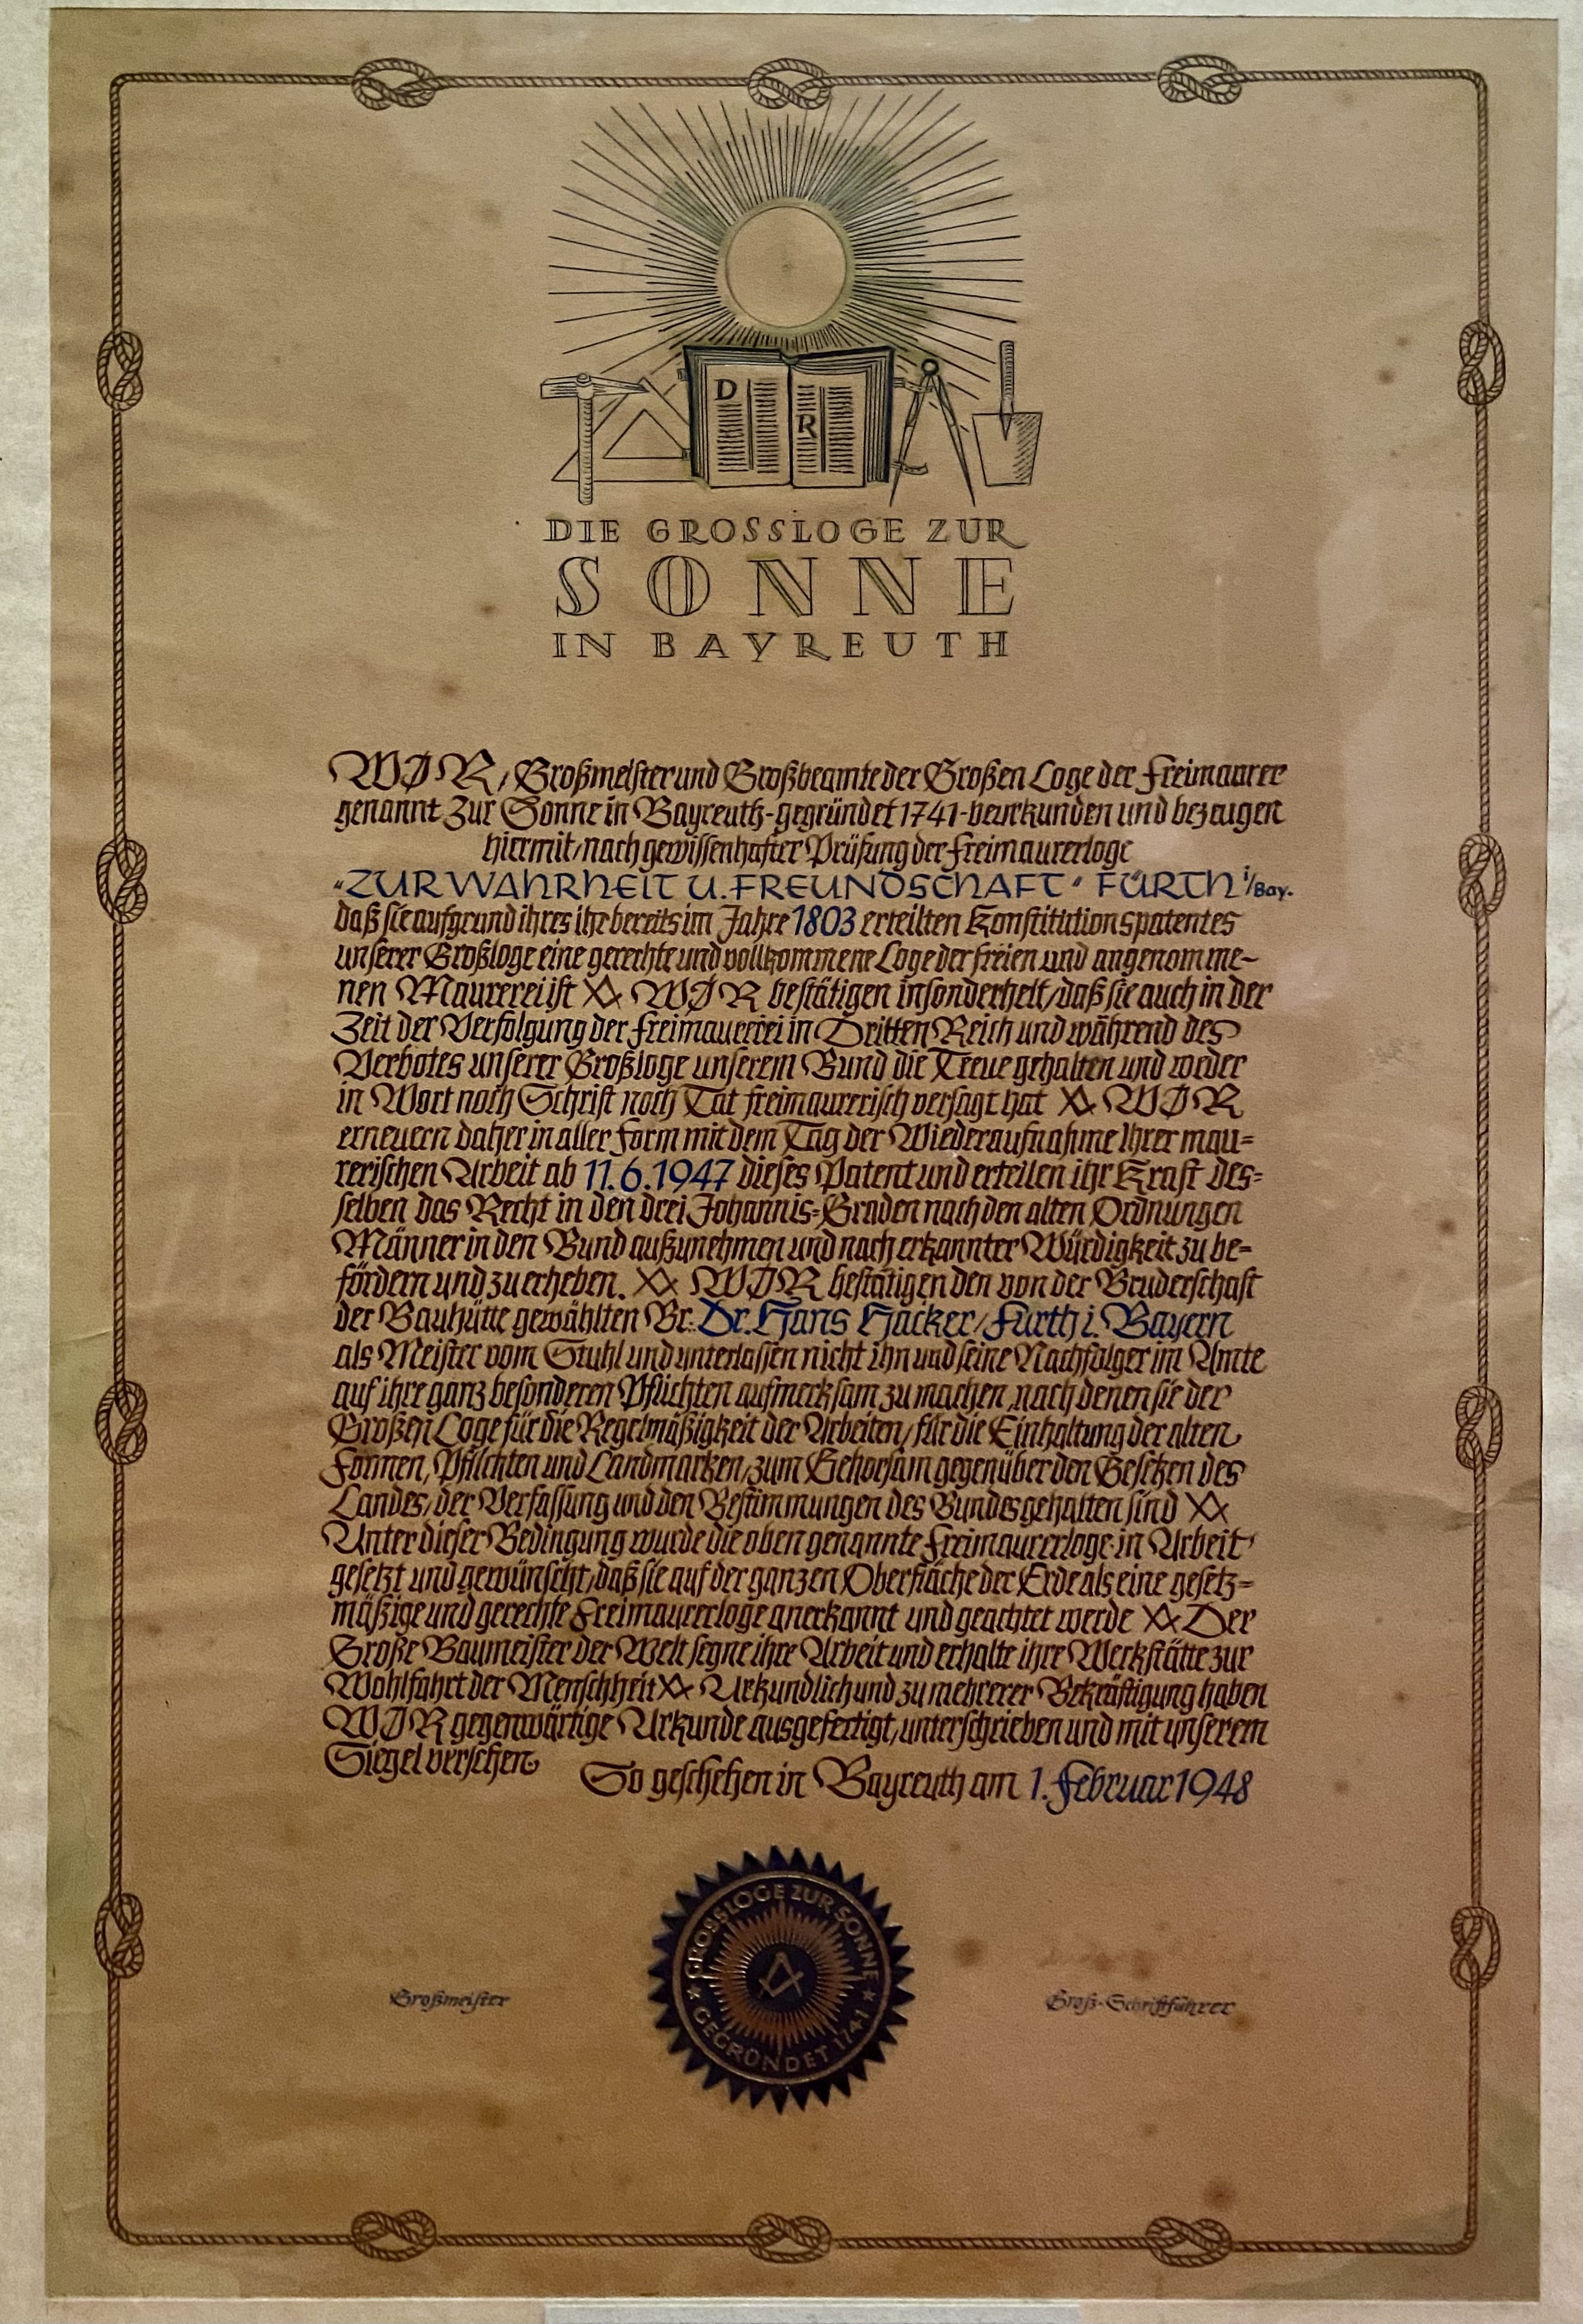 D
R
DIE GROSSLOGE ZUR
SONNE
IN BAYREUTH
WIR, Großmeister und Großbeamte der Großen Loge der Freimaurer
genannt Zur Sonne in Bayreuth-gegründet 1741-beurkunden und bezeugen
hiermit, nach gewissenhafter Prüfung der Freimaurerloge
"ZUR WAHRHEIT U. FREUNDSCHAFT" FÜRTH i/Bay.
daß sie aufgrund ihres ihr bereits im Jahre 1803 erteilten Konstitutionspatentes
unserer Großloge eine gerechte und vollkommene Loge der freien und angenomme-
nen Maurerei ist WIR bestätigen insonderheit, daß sie auch in der
Zeit der Verfolgung der Freimaurerei in Dritten Reich und während des
Verbotes unserer Großloge unserem Bund die Treue gehalten und weder
in Wort noch Schrift noch Tat freimaurerisch versagt hat WIR
erneuern daher in aller Form mit dem Tag der Wiederaufnahme Ihrer mau=
rerischen Arbeit ab 11.6.1947 dieses Patent und erteilen ihr Kraft des=
selben das Recht in den drei Johannis=Graden nach den alten Ordnungen
Männer in den Bund aufzunehmen und nach erkannter Würdigkeit zu be=
fördern und zu erheben. WIR bestätigen den von der Bruderschaft
der Bauhütte gewählten Br. Dr. Hans Hacker, Fürth i. Bayern
als Meister vom Stuhl und unterlassen nicht ihn und seine Nachfolger im Amte
auf ihre ganz besonderen Pflichten aufmerksam zu machen, nach denen sie der
Großen Loge für die Regelmäßigkeit der Arbeiten, für die Einhaltung der alten
Formen, Pflichten und Landmarken, zum Gehorsam gegenüber den Gesetzen des
Landes, der Verfassung und den Bestimmungen des Bundes gehalten sind
Unter dieser Bedingung wurde die oben genannte Freimaurerloge in Arbeit
gesetzt und gewünscht, daß sie auf der ganzen Oberfläche der Erde als eine gesetz=
mäßige und gerechte Freimaurerloge anerkannt und geachtet werde Der
Große Baumeister der Welt segne ihre Arbeit und erhalte ihre Werkstätte zur
Wohlfahrt der Menschheit Urkundlich und zu mehrerer Bekräftigung haben
WIR gegenwärtige Urkunde ausgefertigt, unterschrieben und mit unserem
Siegel versehen.
So geschehen in Bayreuth am 1. Februar 1948
GROSSLOGE ZUR SONNE
GEGRÜNDET 1741
Großmeister
Groß-Schriftführer